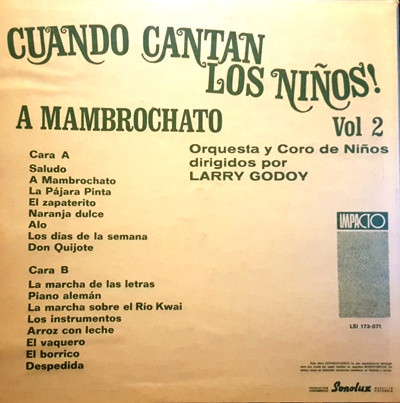 CUANDO CANTAN
LOS NIÑOS!
A MAMBROCHATO
Vol 2
Orquesta y Coro de Niños
dirigidos por
LARRY GODOY
Cara A
Saludo
A Mambrochato
La Pájara Pinta
El zapaterito
Naranja dulce
Alo
Los días de la semana
Don Quijote
Cara B
La marcha de las letras
Piano alemán
La marcha sobre el Río Kwai
Los instrumentos
Arroz con leche
El vaquero
El borrico
Despedida
IMPACTO
LSI 173-071
Sonolux